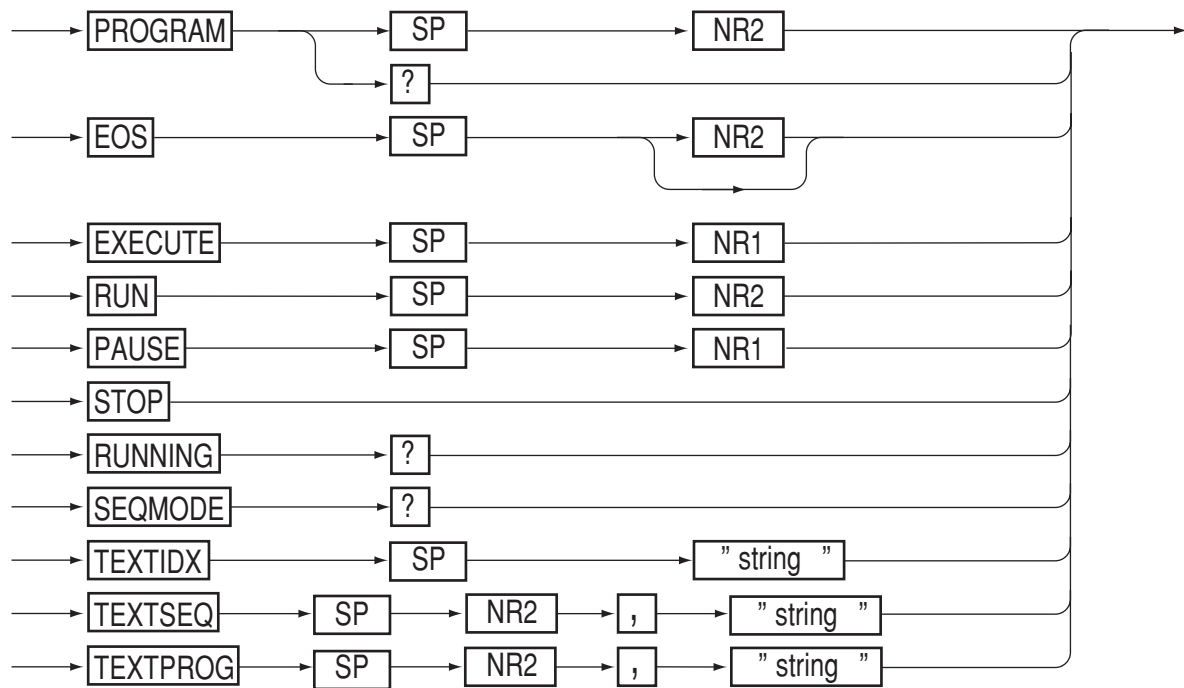 PROGRAM SP NR2
?
EOS SP NR2
EXECUTE SP NR1
RUN SP NR2
PAUSE SP NR1
STOP
RUNNING ?
SEQMODE ?
TEXTIDX SP ” string ”
TEXTSEQ SP NR2 , ” string ”
TEXTPROG SP NR2 , ” string ”